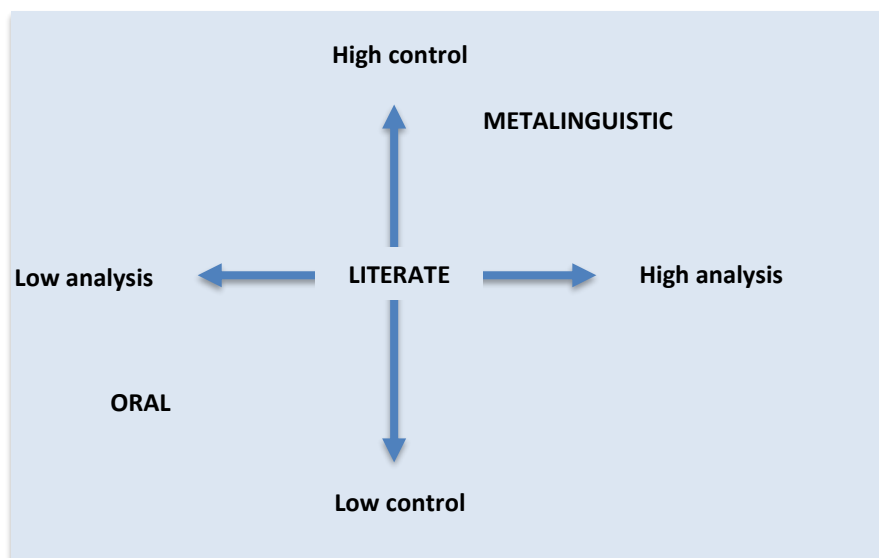 High control
METALINGUISTIC
Low analysis
LITERATE
High analysis
ORAL
Low control